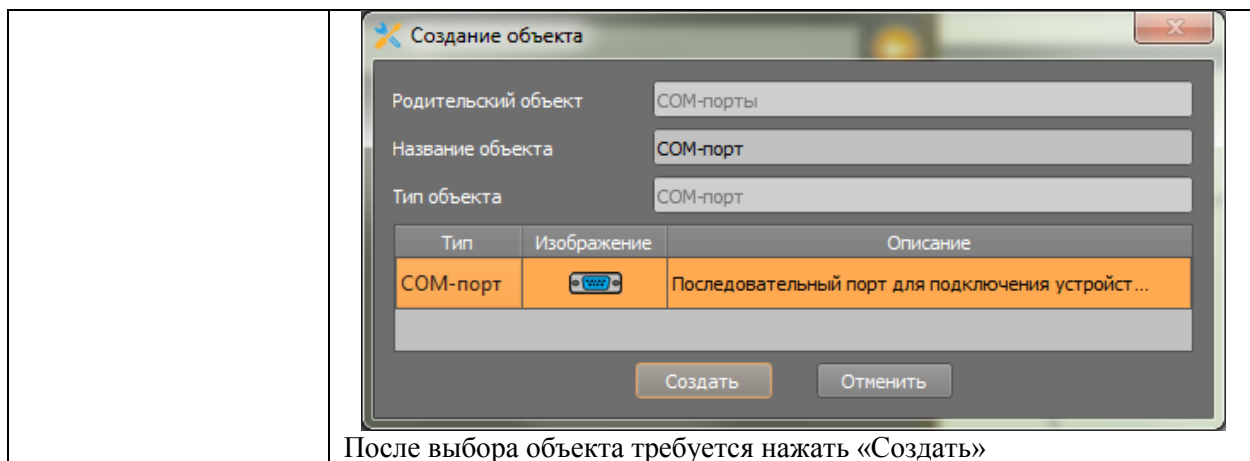 Создание объекта
Родительский объект COM-порты
Название объекта COM-порт
Тип объекта COM-порт
Тип Изображение Описание
COM-порт Последовательный порт для подключения устройст...
Создать Отменить
После выбора объекта требуется нажать «Создать»